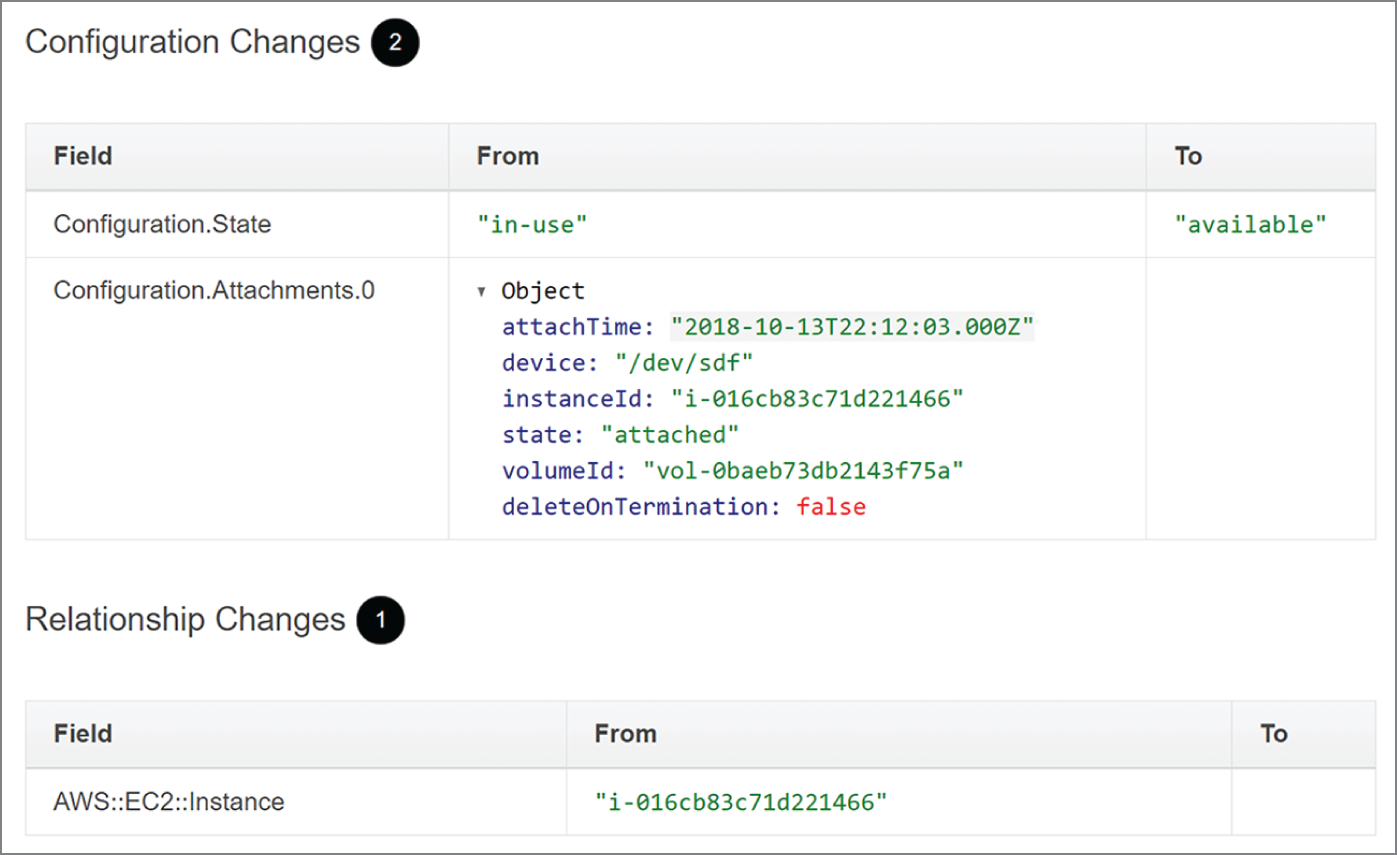 Configuration Changes 2
Field From To
Configuration.State "in-use" "available"
Configuration.Attachments.0 ▾ Object
attachTime: "2018-10-13T22:12:03.000Z"
device: "/dev/sdf"
instanceId: "i-016cb83c71d221466"
state: "attached"
volumeId: "vol-0baeb73db2143f75a"
deleteOnTermination: false
Relationship Changes 1
Field From To
AWS::EC2::Instance "i-016cb83c71d221466"